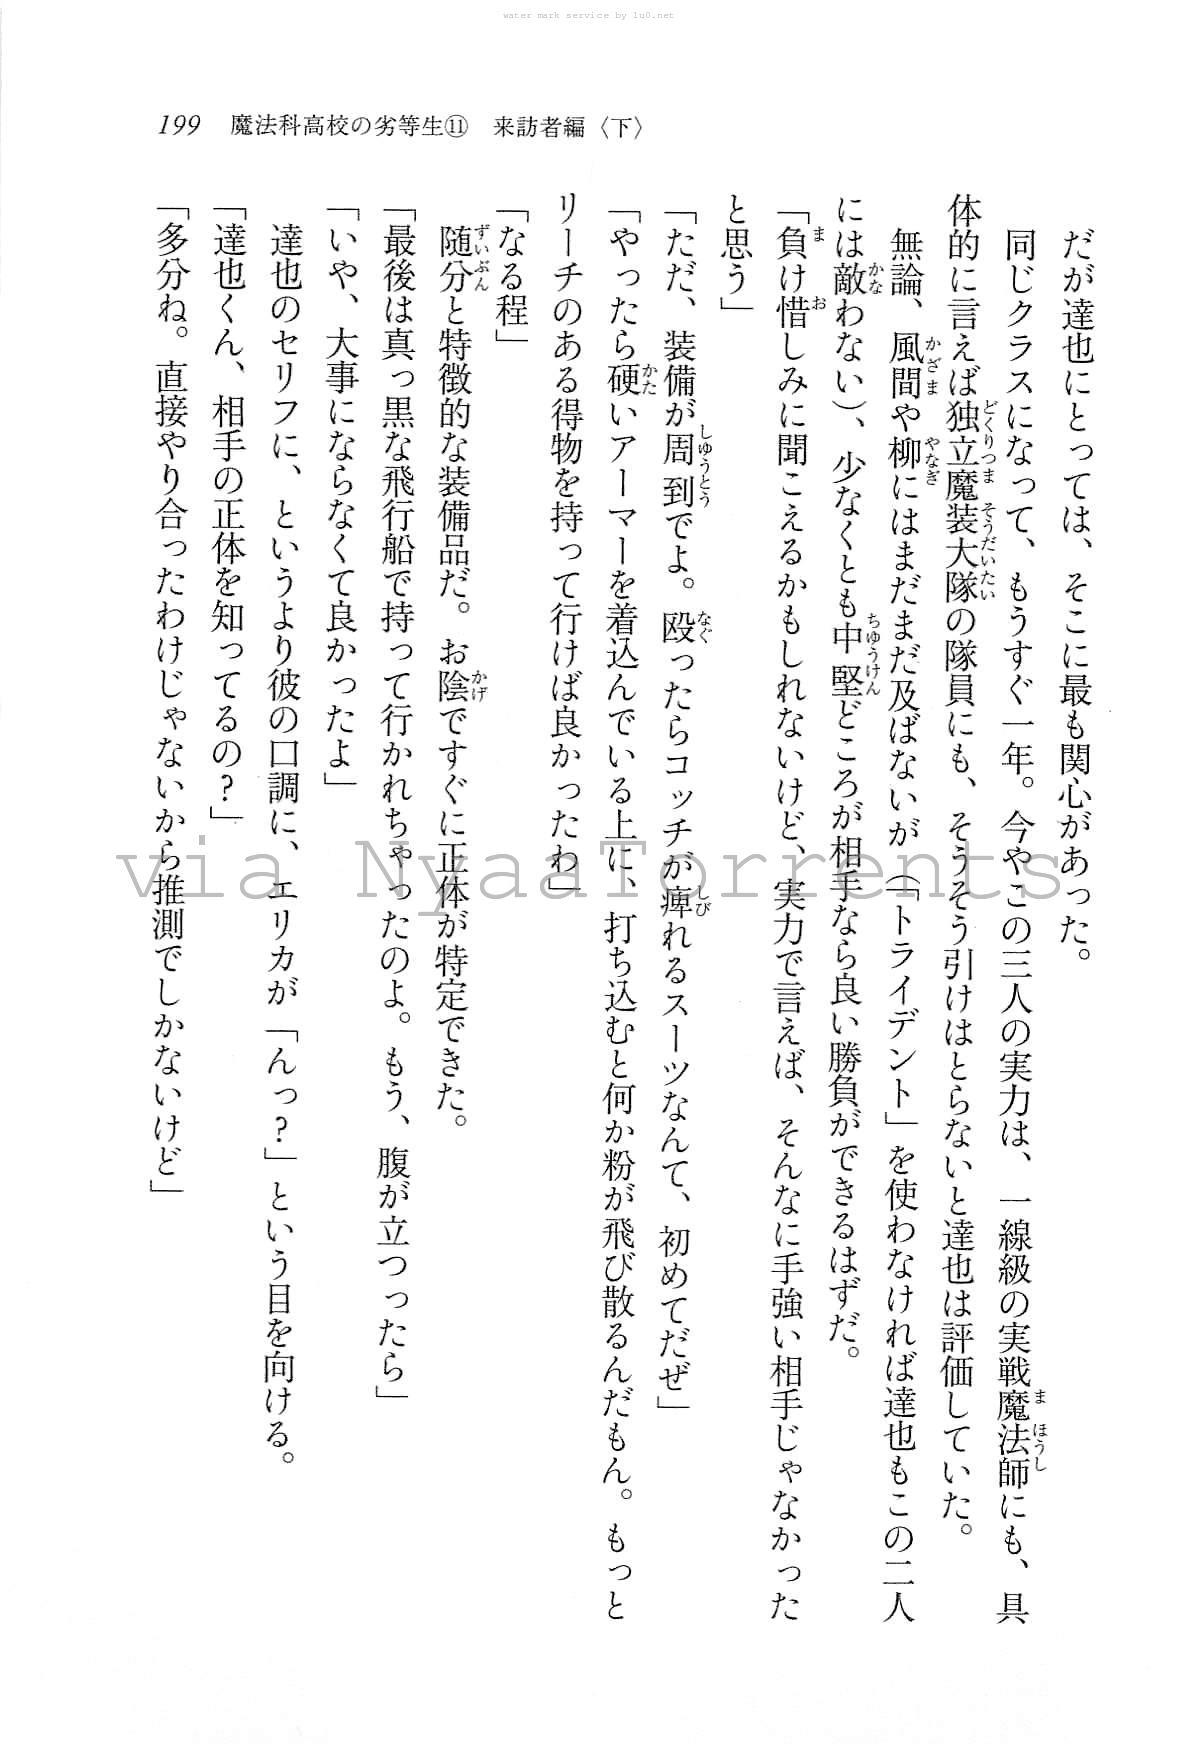 water mark service by lu0.net
199 魔法科高校の劣等生⑪ 来訪者編〈下〉
だが達也にとっては、そこに最も関心があった。
同じクラスになって、もうすぐ一年。今やこの三人の実力は、一線級の実戦魔法師にも、具
体的に言えば独立魔装大隊の隊員にも、そうそう引けはとらないと達也は評価していた。
無論、風間や柳にはまだまだ及ばないが（「トライデント」を使わなければ達也もこの二人
には敵わない）、少なくとも中堅どころが相手なら良い勝負ができるはずだ。
「負け惜しみに聞こえるかもしれないけど、実力で言えば、そんなに手強い相手じゃなかった
と思う」
「ただ、装備が周到でよ。殴ったらコッチが痺れるスーツなんて、初めてだぜ」
「やったら硬いアーマーを着込んでいる上に、打ち込むと何か粉が飛び散るんだもん。もっと
リーチのある得物を持って行けば良かったわ」
「なる程」
随分と特徴的な装備品だ。お陰ですぐに正体が特定できた。
「最後は真っ黒な飛行船で持って行かれちゃったのよ。もう、腹が立つったら」
「いや、大事にならなくて良かったよ」
達也のセリフに、というより彼の口調に、エリカが「んっ？」という目を向ける。
「達也くん、相手の正体を知ってるの？」
「多分ね。直接やり合ったわけじゃないから推測でしかないけど」
via NyaaTorrents